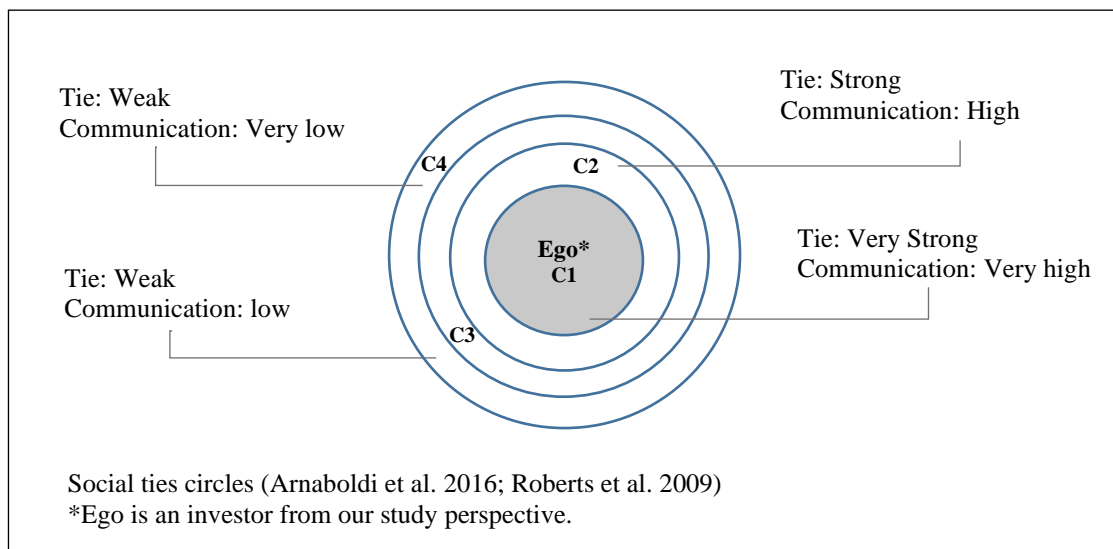 Tie: Weak
Communication: Very low
Tie: Strong
Communication: High
C4
C2
Ego*
C1
Tie: Very Strong
Communication: Very high
Tie: Weak
Communication: low
C3
Social ties circles (Arnaboldi et al. 2016; Roberts et al. 2009)
*Ego is an investor from our study perspective.